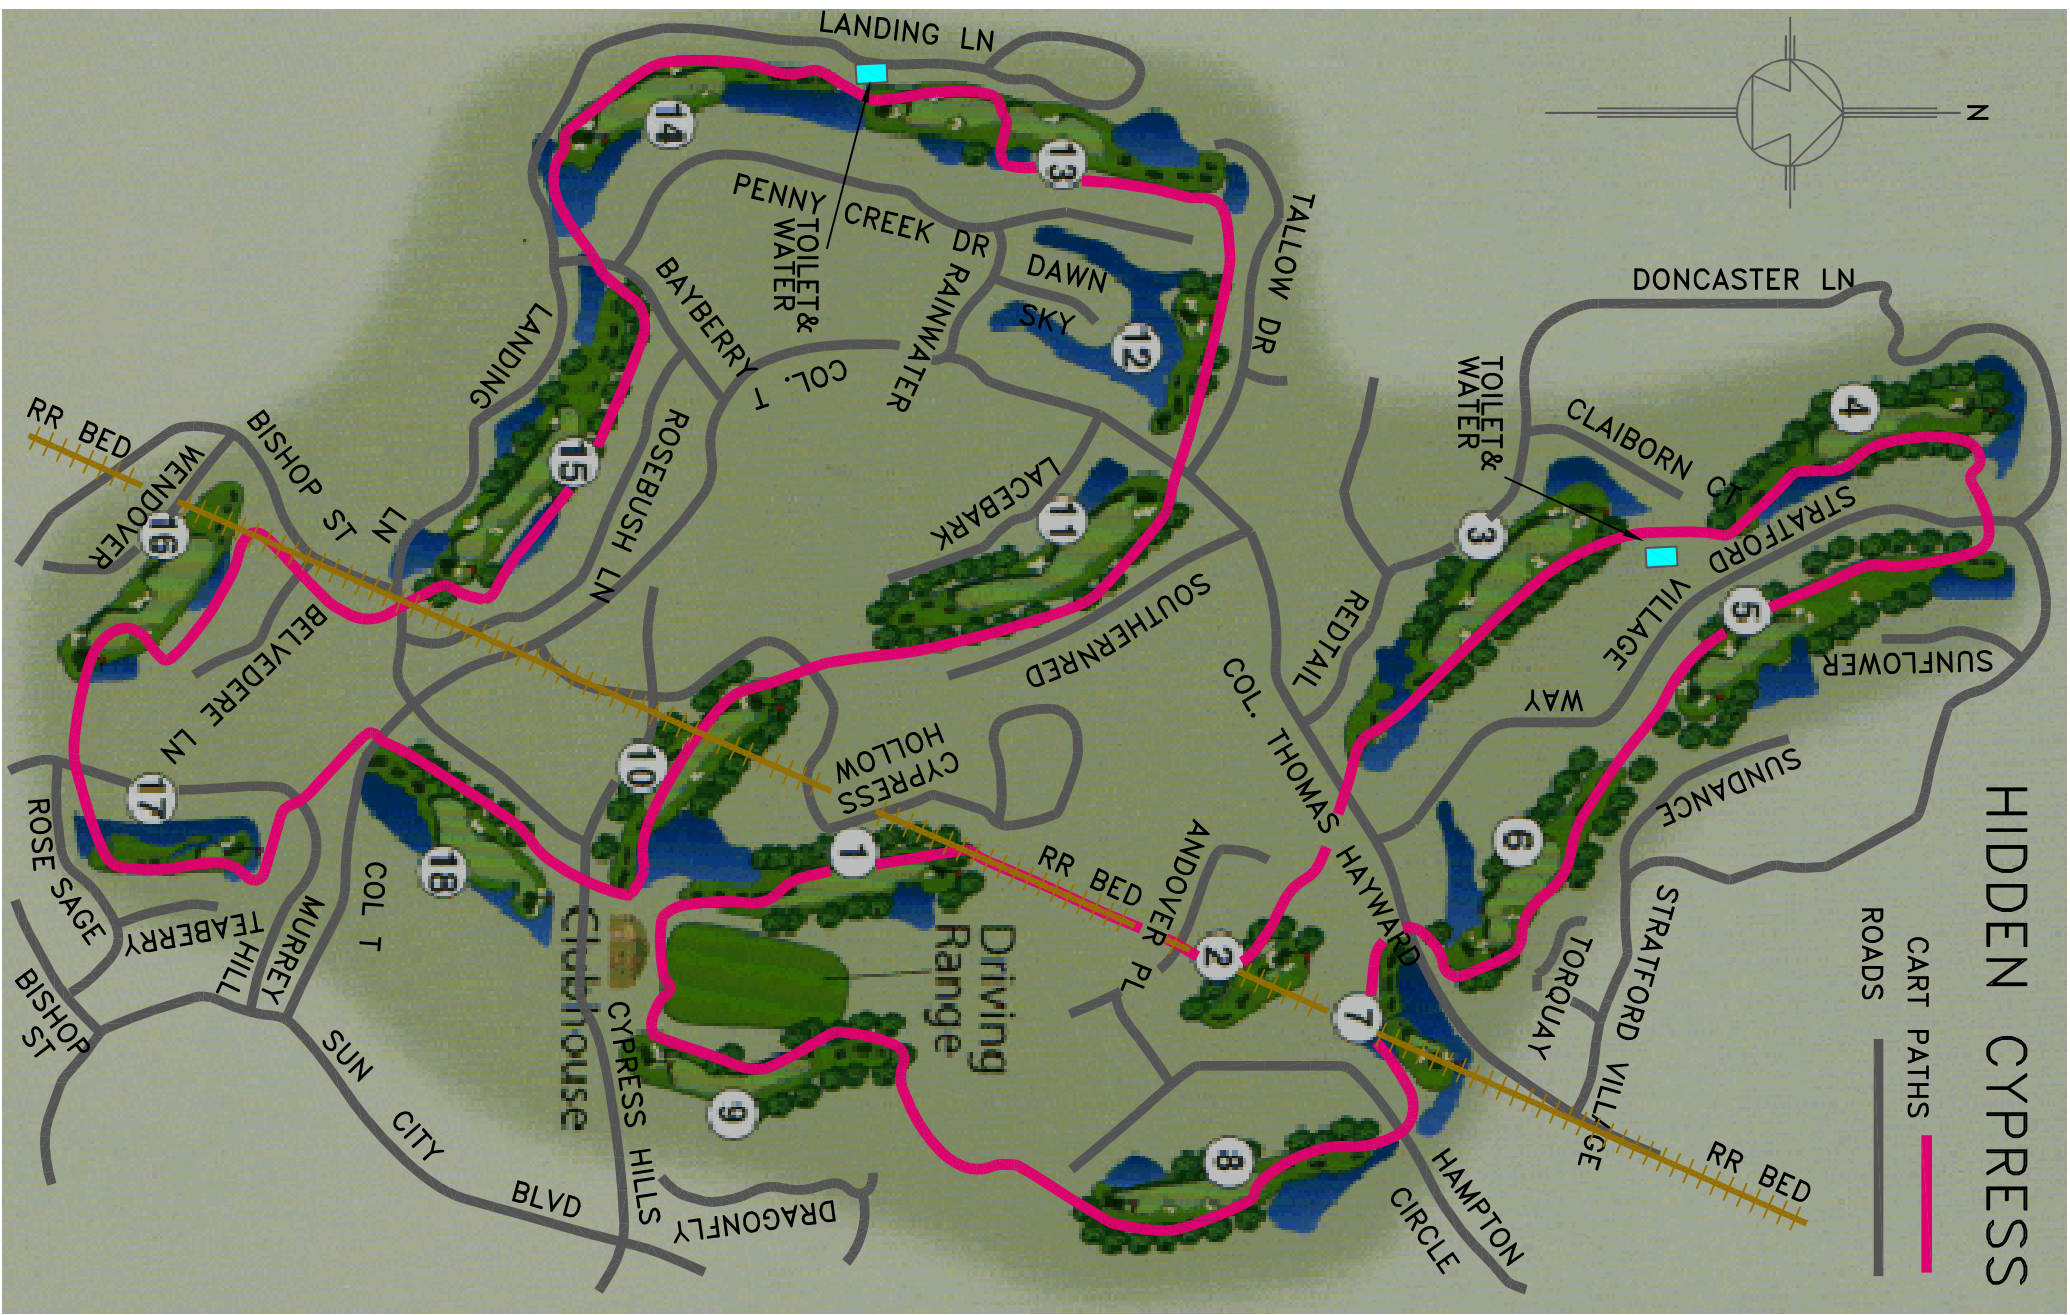 LANDING LN
N
14
13
PENNY CREEK DR
TOILET &
WATER
TALLOW DR
BAYBERRY
RAINWATER
DAWN
SKY
12
DONCASTER LN
LANDING
LN
COL. T
TOILET &
WATER
CLAIBORN CT
4
RR BED
WENDOVER
BISHOP ST
15
ROSEBUSH LN
LACEBARK
11
3
STRATFORD
VILLAGE
WAY
16
BELVEDERE LN
SOUTHERNRED
REDTAIL
5
SUNFLOWER
COL. THOMAS HAYWARD
10
CYPRESS
HOLLOW
SUNDANCE
HIDDEN CYPRESS
17
ROSE SAGE
18
1
RR BED
ANDOVER PL
6
COL T
TEABERRY
MURREY
HILL
Clubhouse
Driving
Range
2
TORQUAY
STRATFORD VILLAGE
ROADS
CART PATHS
BISHOP
ST
SUN CITY BLVD
CYPRESS HILLS
9
7
8
RR BED
DRAGONFLY
HAMPTON
CIRCLE